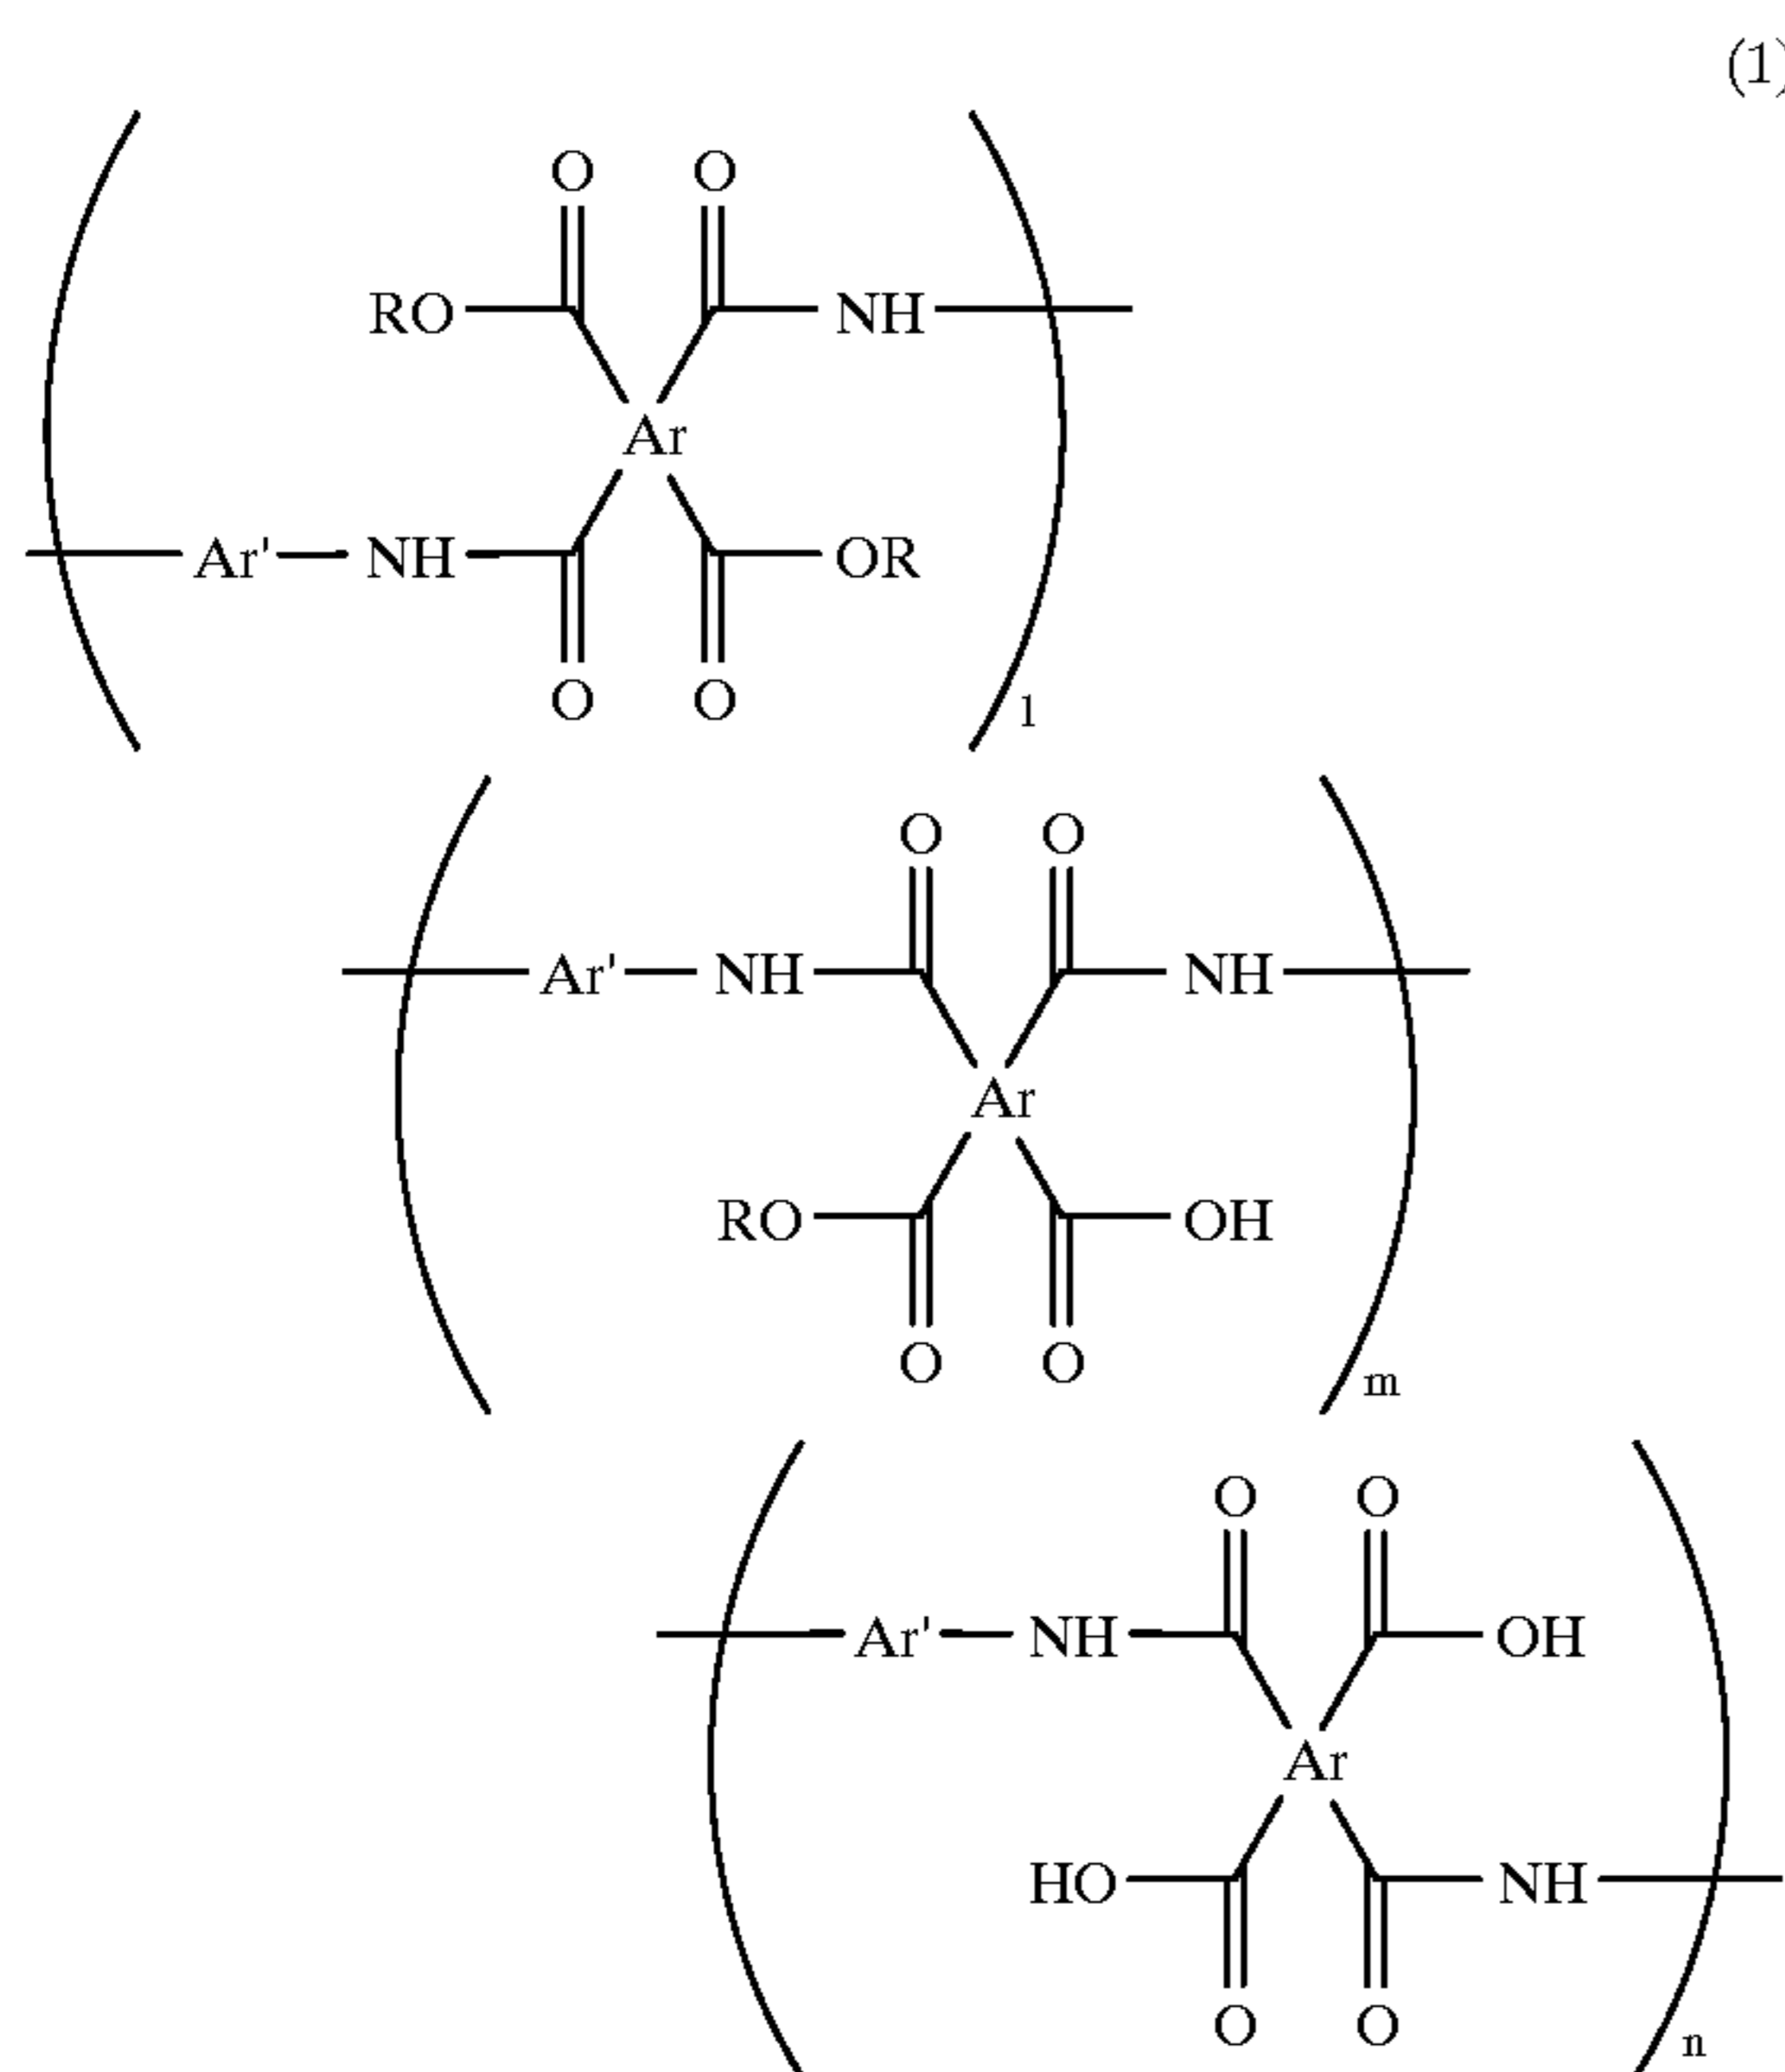 (1)
O O
RO NH
Ar
Ar' NH OR
O O
l
O O
Ar' NH NH
Ar
RO OH
O O
m
O O
Ar' NH OH
Ar
HO NH
O O
n